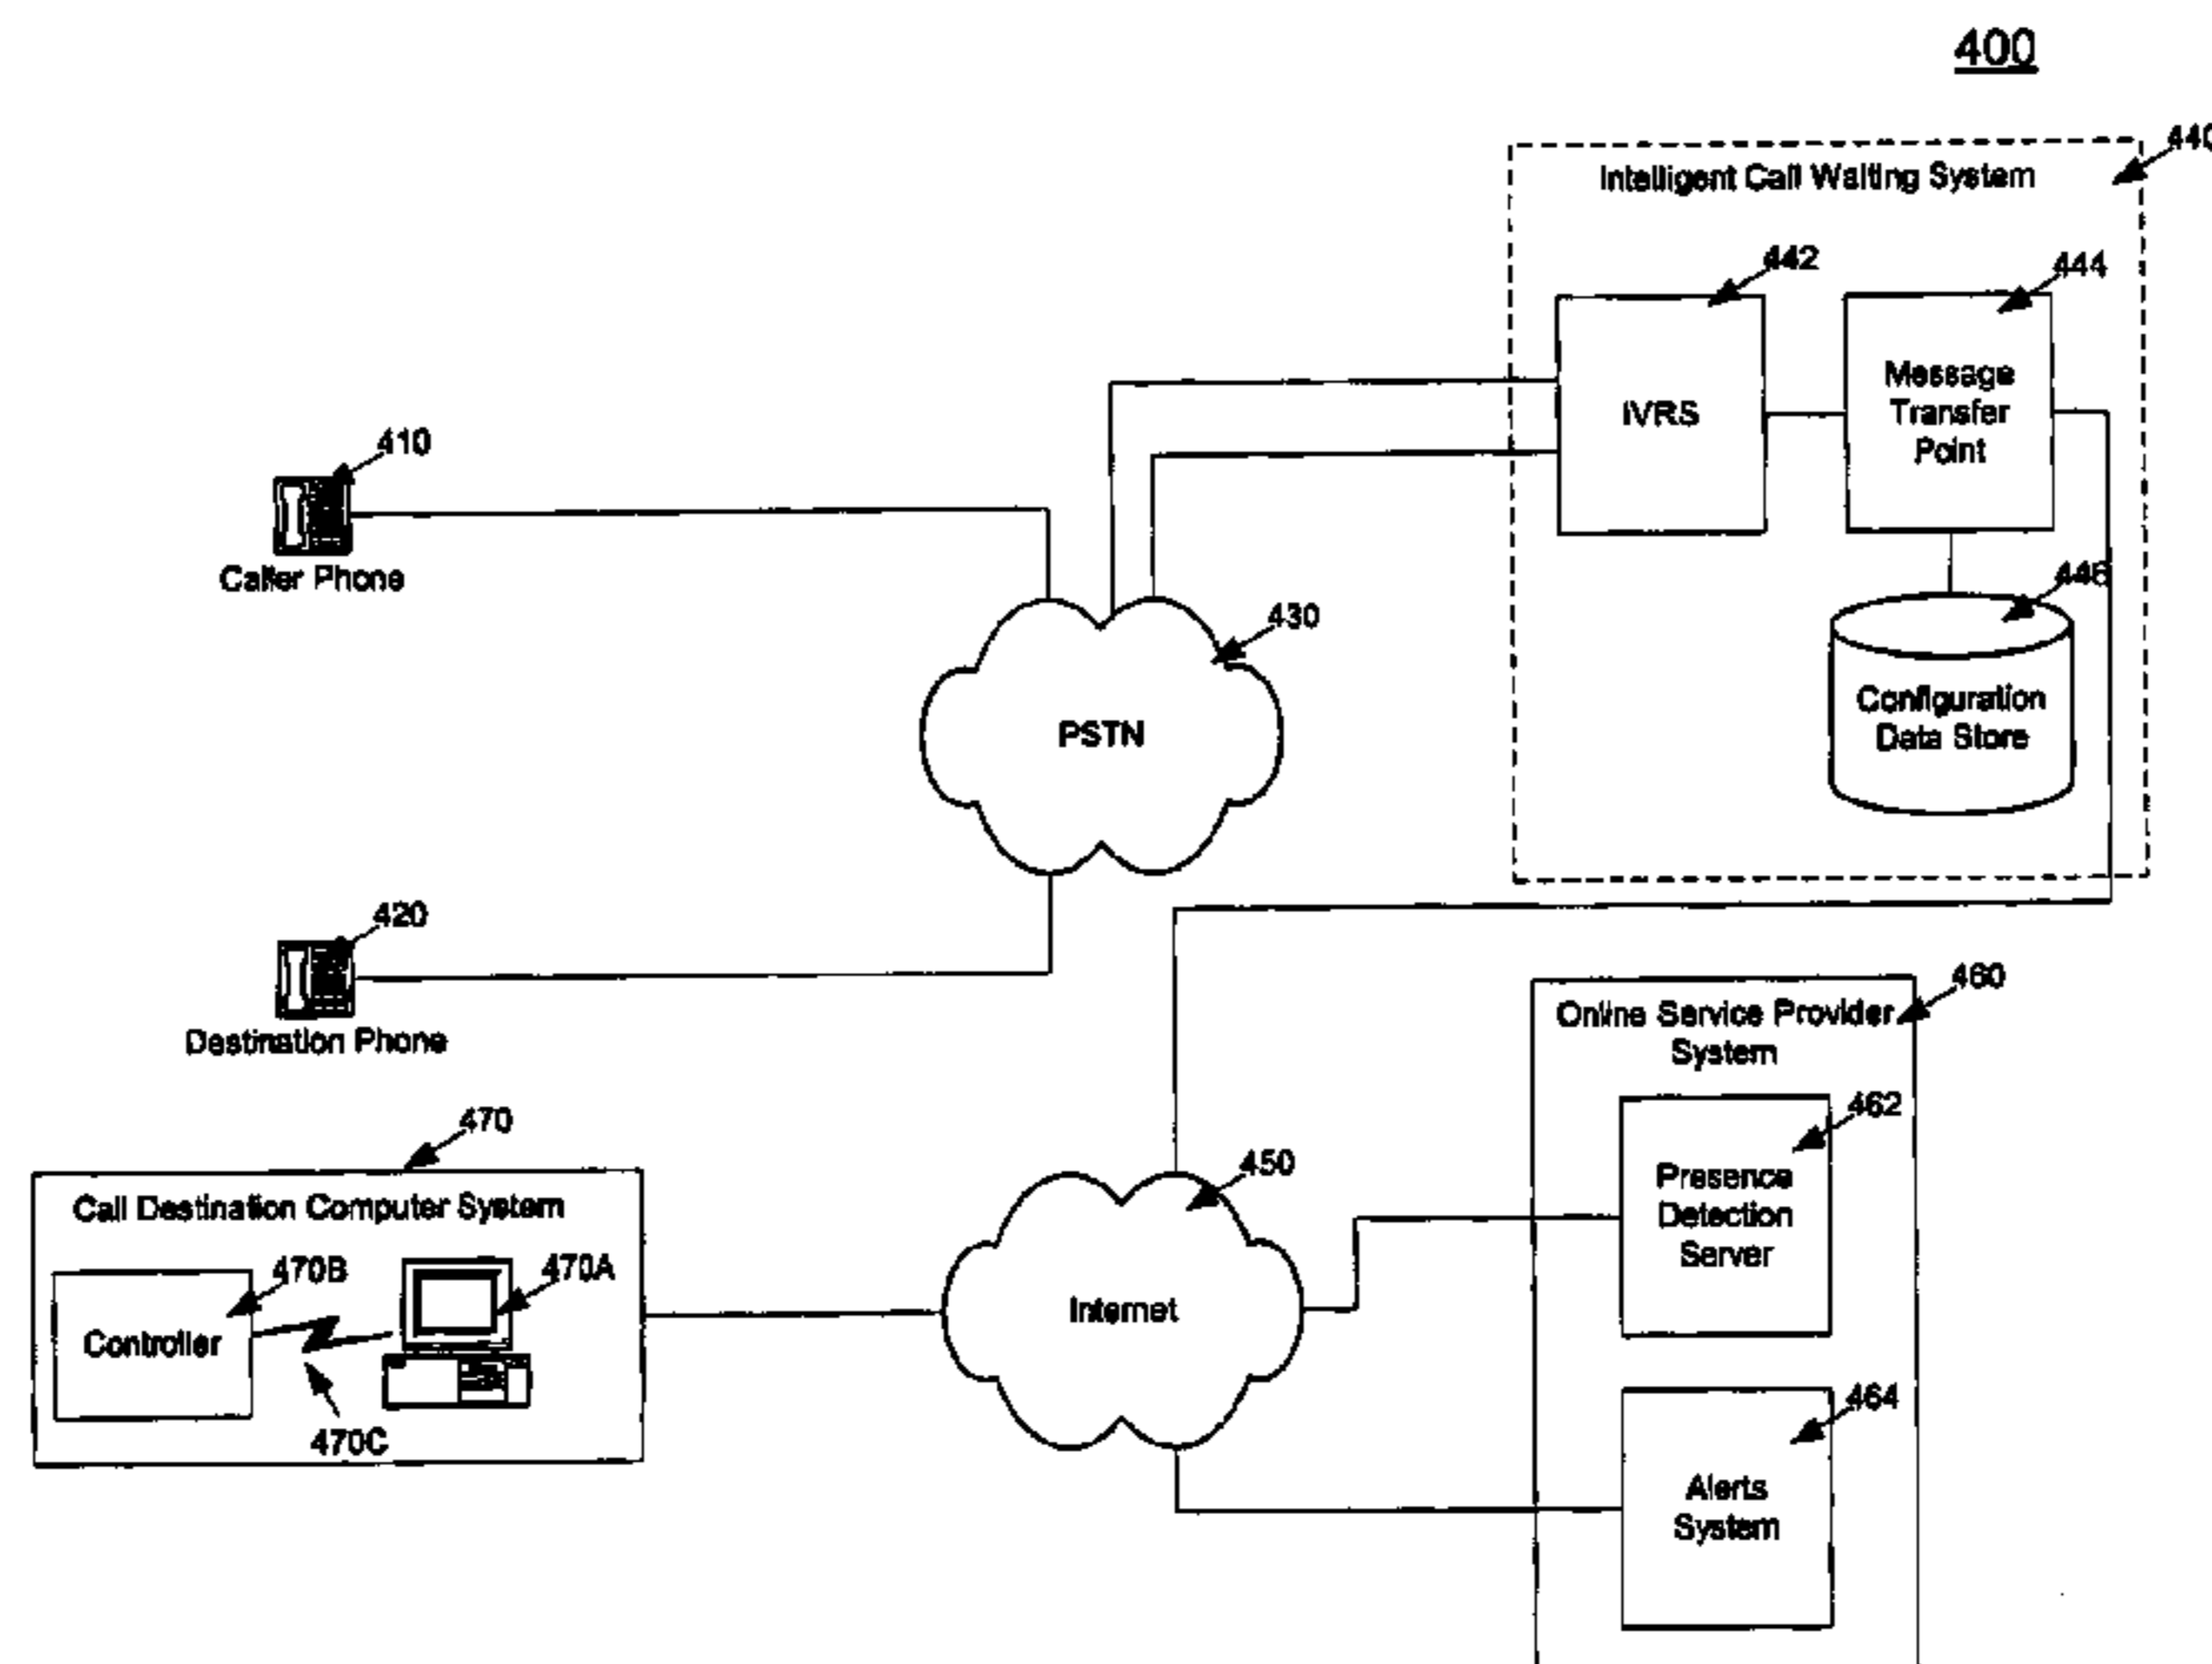 400
440
Intelligent Call Waiting System
442
444
IVRS
Message
Transfer
Point
446
Configuration
Data Store
410
Caller Phone
430
PSTN
420
Destination Phone
460
Online Service Provider
System
462
Presence
Detection
Server
464
Alerts
System
450
Internet
470
Call Destination Computer System
470B
470A
Controller
470C